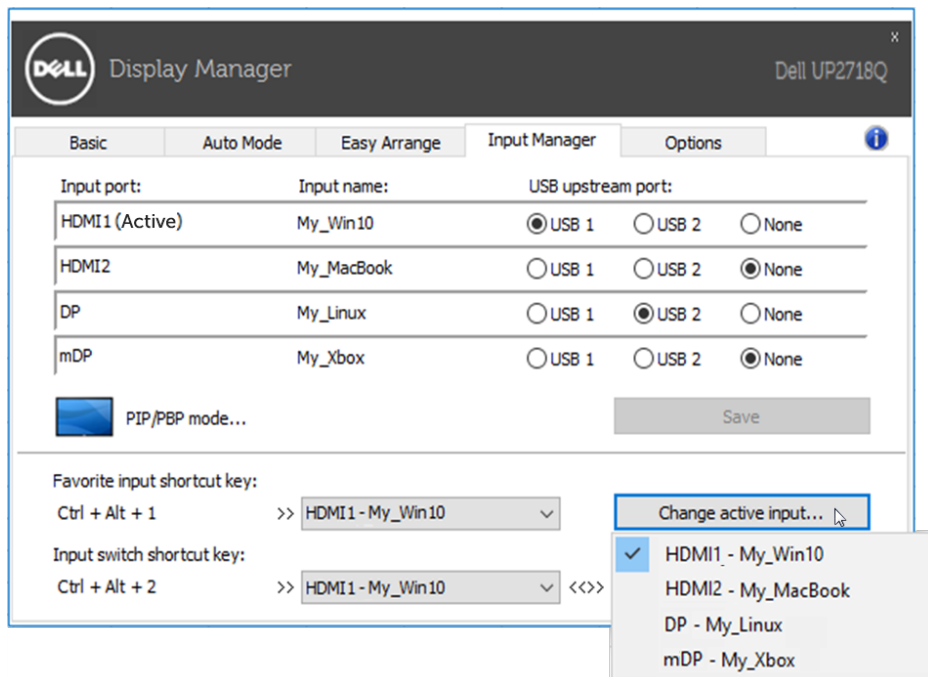 x
DELL Display Manager Dell UP2718Q
Basic Auto Mode Easy Arrange Input Manager Options i
Input port: Input name: USB upstream port:
HDMI1 (Active) My_Win10 USB 1 USB 2 None
HDMI2 My_MacBook USB 1 USB 2 None
DP My_Linux USB 1 USB 2 None
mDP My_Xbox USB 1 USB 2 None
PIP/PBP mode... Save
Favorite input shortcut key:
Ctrl + Alt + 1 >> HDMI1 - My_Win10 Change active input...
Input switch shortcut key:
Ctrl + Alt + 2 >> HDMI1 - My_Win10 <<>>
HDMI1 - My_Win10
HDMI2 - My_MacBook
DP - My_Linux
mDP - My_Xbox